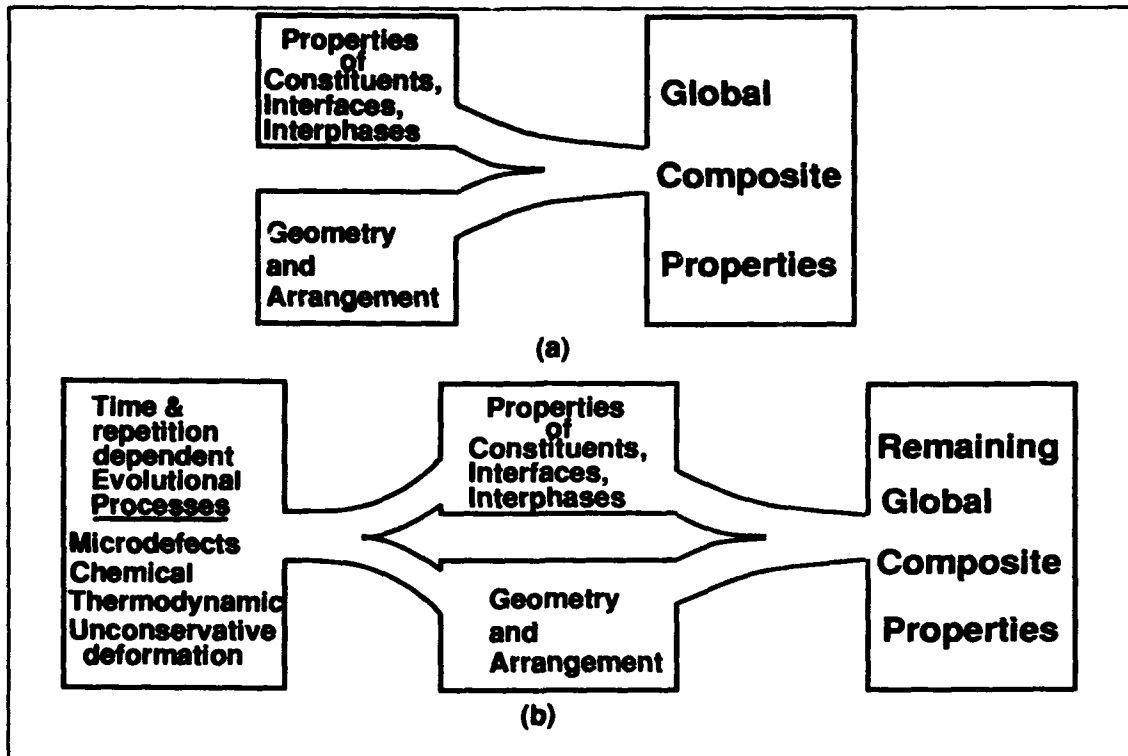 Properties
of
Constituents,
Interfaces,
Interphases
Geometry
and
Arrangement
Global
Composite
Properties
(a)
Time &
repetition
dependent
Evolutional
Processes
Microdefects
Chemical
Thermodynamic
Unconservative
deformation
Properties
of
Constituents,
Interfaces,
Interphases
Geometry
and
Arrangement
Remaining
Global
Composite
Properties
(b)